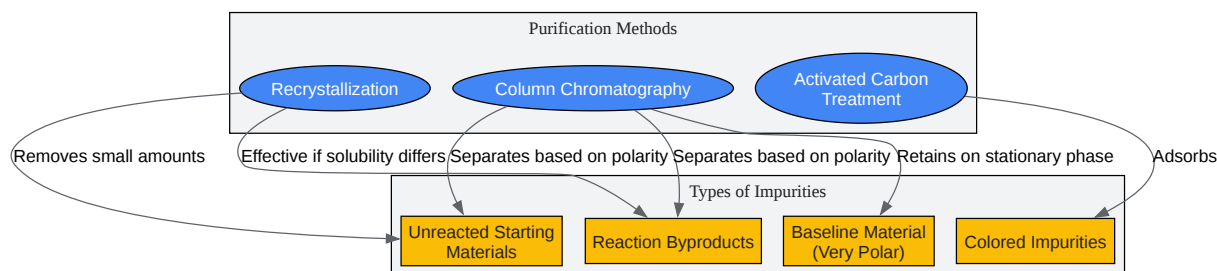 Purification Methods
Recrystallization
Column Chromatography
Activated Carbon
Treatment
Removes small amounts
Effective if solubility differs
Separates based on polarity
Separates based on polarity
Retains on stationary phase
Adsorbs
Types of Impurities
Unreacted Starting
Materials
Reaction Byproducts
Baseline Material
(Very Polar)
Colored Impurities